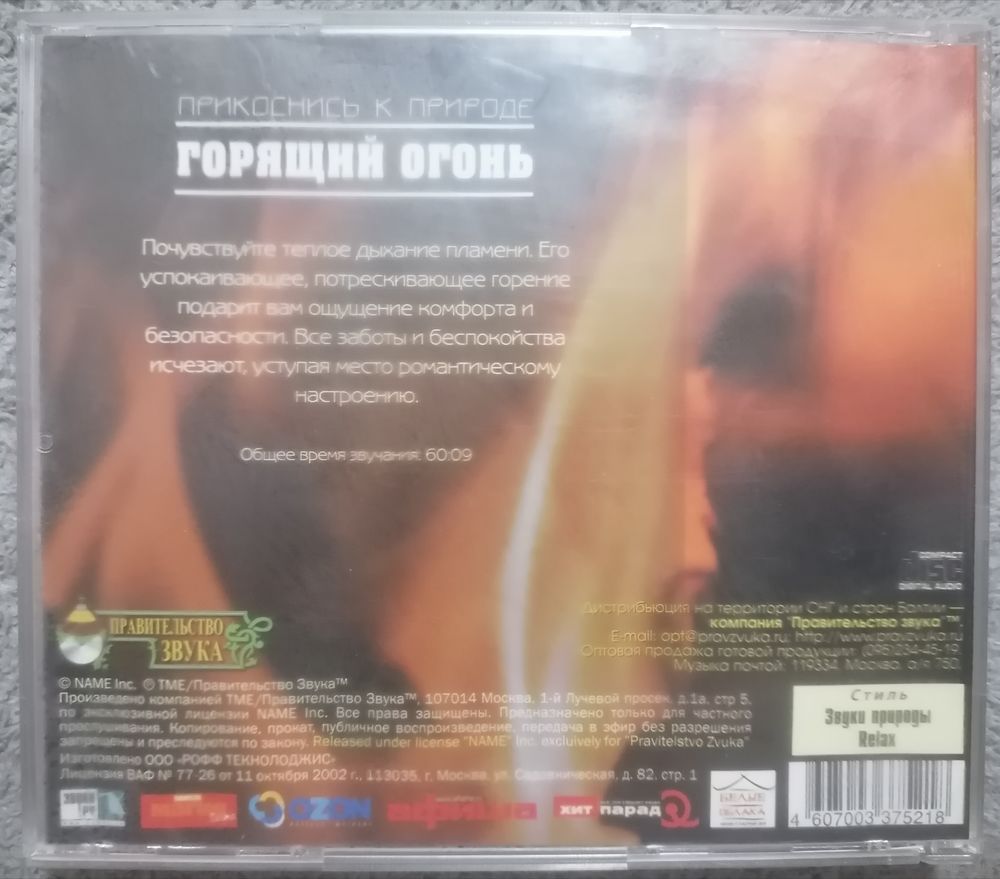 ПРИКОСНИСЬ К ПРИРОДЕ
ГОРЯЩИЙ ОГОНЬ
Почувствуйте теплое дыхание пламени. Его
успокаивающее, потрескивающее горение
подарит вам ощущение комфорта и
безопасности. Все заботы и беспокойства
исчезают, уступая место романтическому
настроению.
Общее время звучания: 60:09
COMPACT
DISC
DIGITAL AUDIO
Дистрибьюция на территории СНГ и стран Балтии —
компания "Правительство звука"™
E-mail: opt@pravzvuka.ru; http://www.pravzvuka.ru
Оптовая продажа готовой продукции: (095)234-45-19.
Музыка почтой: 119334, Москва, а/я 750.
ПРАВИТЕЛЬСТВО
ЗВУКА
© NAME Inc. ℗ TME/Правительство Звука™
Произведено компанией TME/Правительство Звука™, 107014 Москва, 1-й Лучевой просек, д.1а, стр 5,
по эксклюзивной лицензии NAME Inc. Все права защищены. Предназначено только для частного
прослушивания. Копирование, прокат, публичное воспроизведение, передача в эфир без разрешения
запрещены и преследуются по закону. Released under license "NAME" Inc. exclusively for "Pravitelstvo Zvuka"
Изготовлено ООО «РОФФ ТЕКНОЛОДЖИС»
Лицензия ВАФ № 77-26 от 11 октября 2002 г., 113035, г. Москва, ул. Садовническая, д. 82, стр. 1
Стиль
Звуки природы
Relax
OZON
афиша
ХИТ парад
БЕЛЫЕ
ОБЛАКА
4 607003 375218